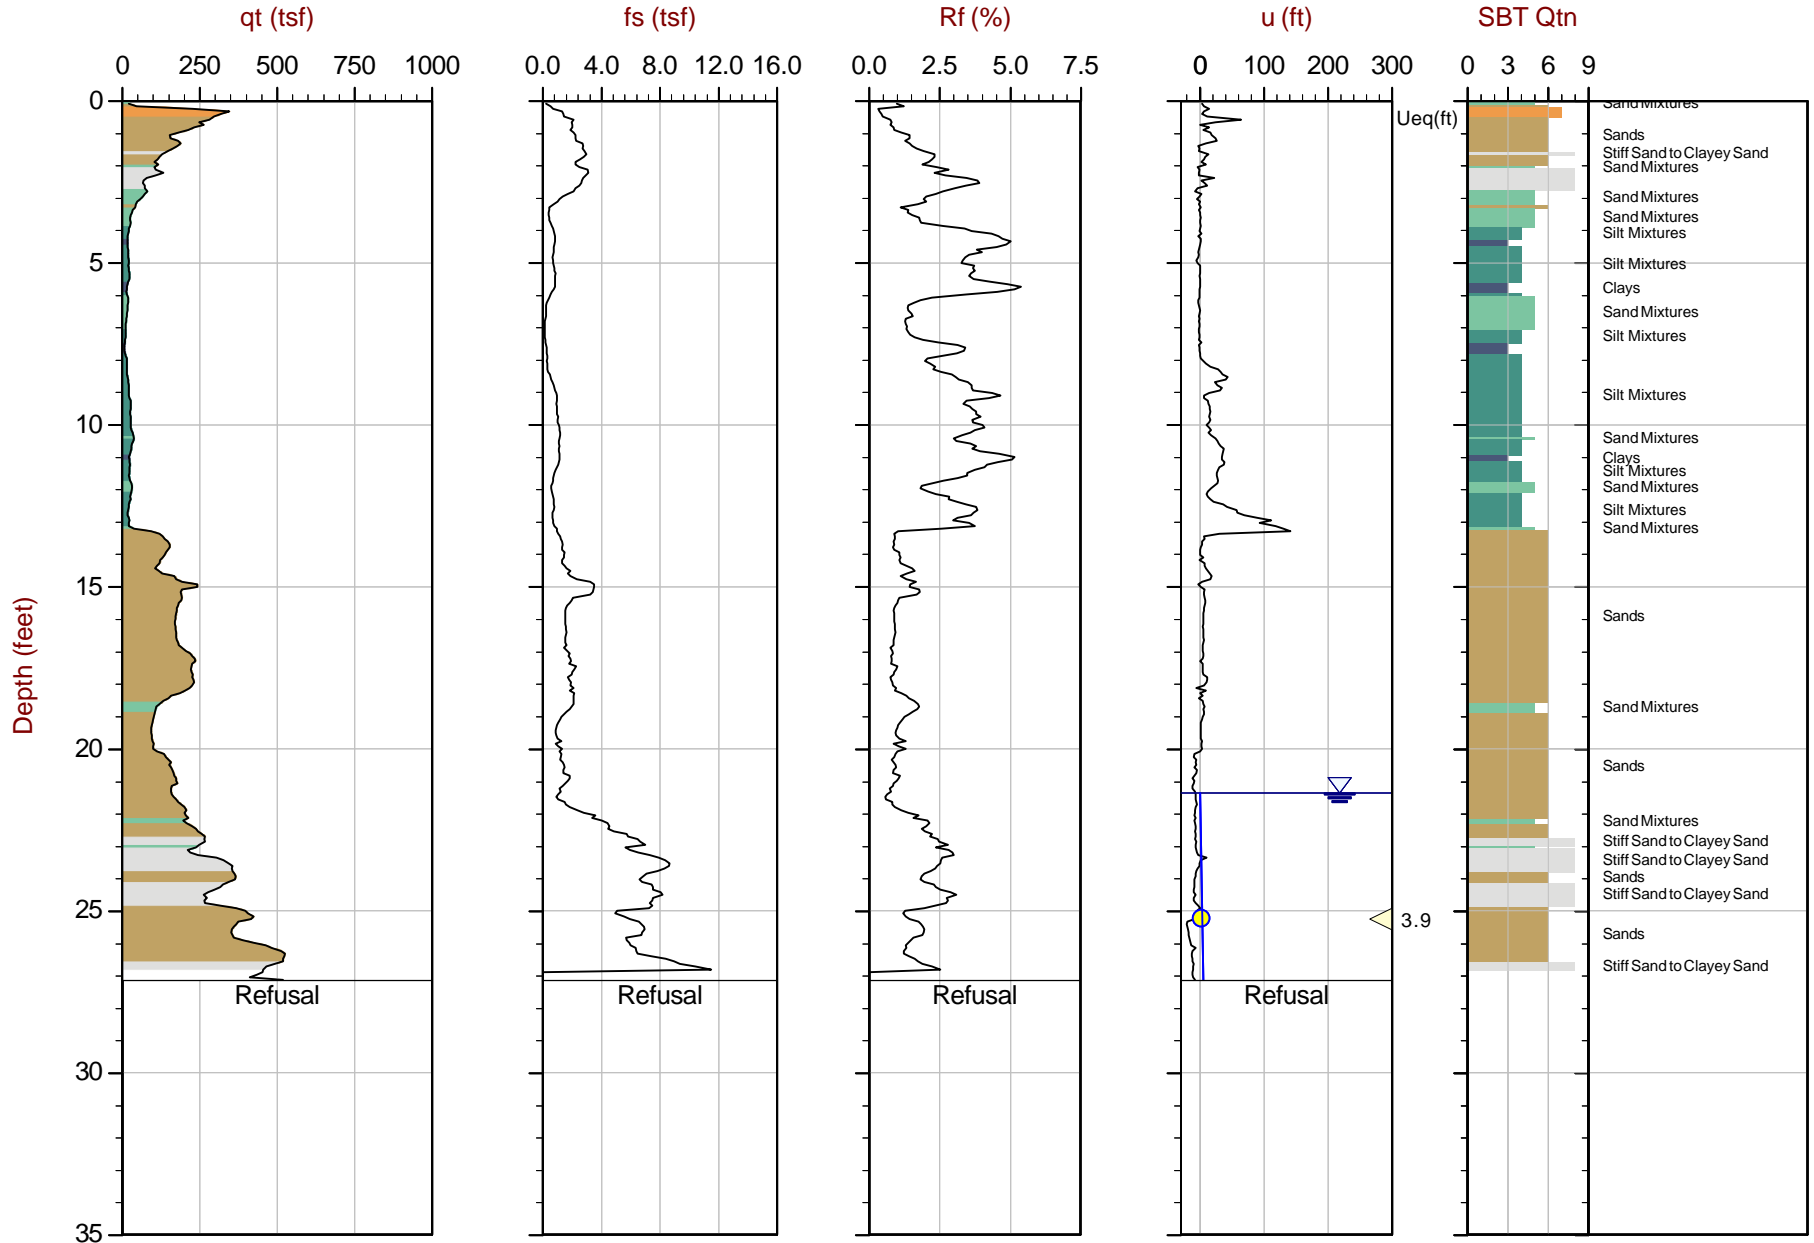 qt (tsf) fs (tsf) Rf (%) u (ft) SBT Qtn
0 250 500 750 1000 0.0 4.0 8.0 12.0 16.0 0.0 2.5 5.0 7.5 0 100 200 300 0 3 6 9
0
5
10
15
20
25
30
35
Depth (feet)
Ueq(ft)
3.9
Refusal Refusal Refusal Refusal
Sand Mixtures
Sands
Stiff Sand to Clayey Sand
Sand Mixtures
Sand Mixtures
Sand Mixtures
Silt Mixtures
Silt Mixtures
Clays
Sand Mixtures
Silt Mixtures
Silt Mixtures
Sand Mixtures
Clays
Silt Mixtures
Sand Mixtures
Silt Mixtures
Sand Mixtures
Sands
Sand Mixtures
Sands
Sand Mixtures
Stiff Sand to Clayey Sand
Stiff Sand to Clayey Sand
Sands
Stiff Sand to Clayey Sand
Sands
Stiff Sand to Clayey Sand